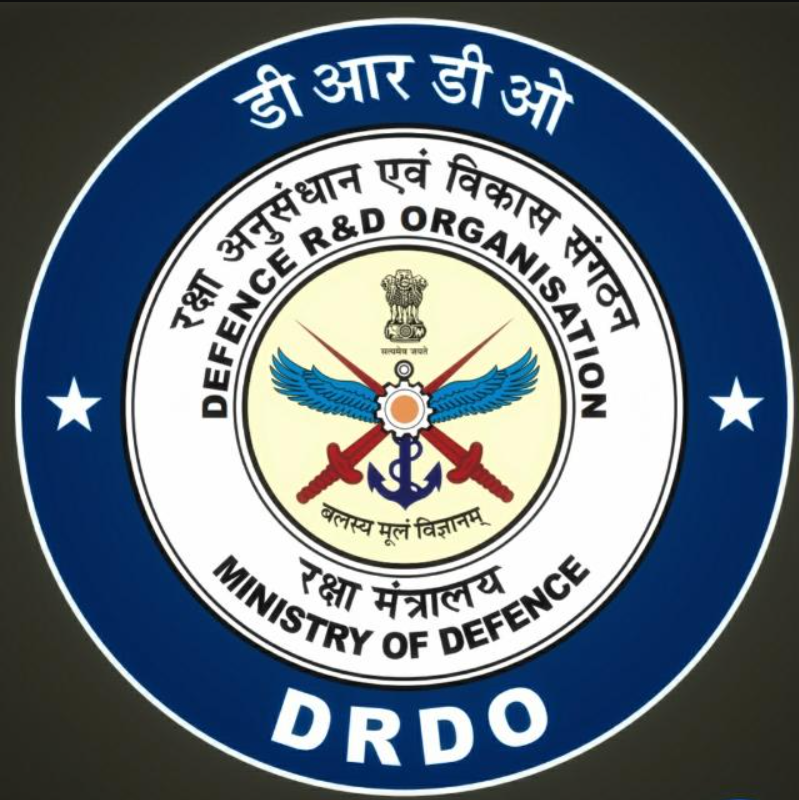 डी आर डी ओ
रक्षा अनुसंधान एवं विकास संगठन
DEFENCE R&D ORGANISATION
सत्यमेव जयते
बलस्य मूलं विज्ञानम्
रक्षा मंत्रालय
MINISTRY OF DEFENCE
DRDO